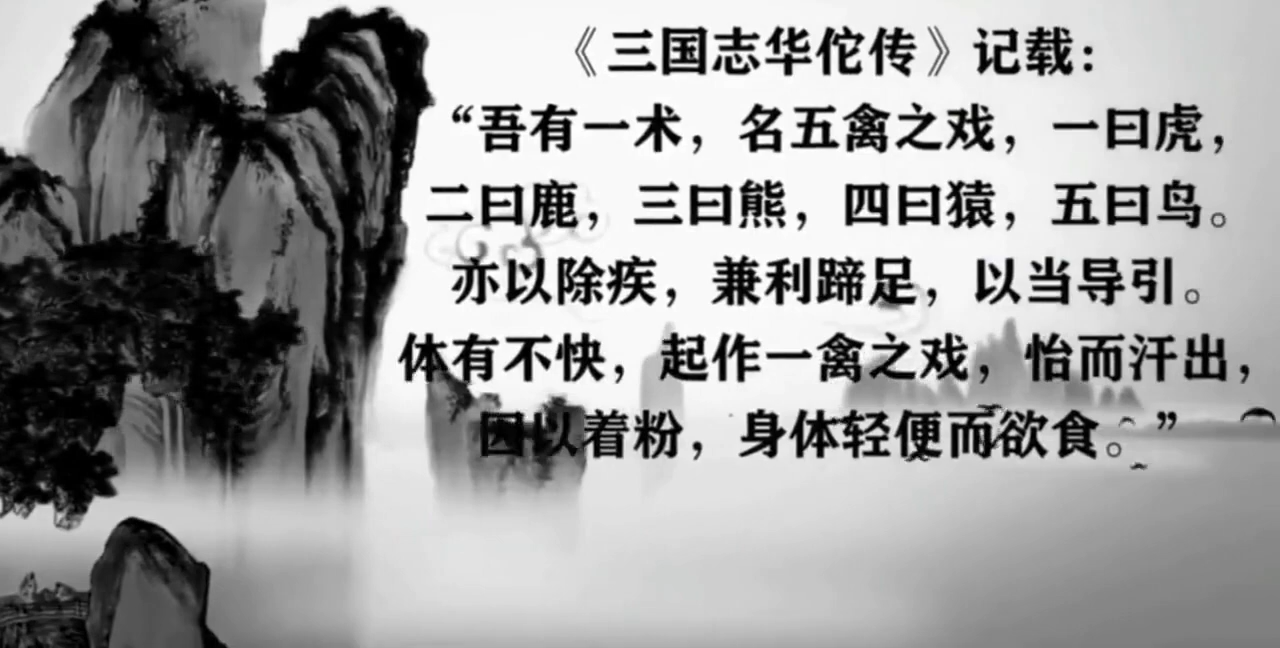 《三国志华佗传》记载：
“吾有一术，名五禽之戏，一曰虎，
二曰鹿，三曰熊，四曰猿，五曰鸟。
亦以除疾，兼利蹄足，以当导引。
体有不快，起作一禽之戏，怡而汗出，
因以着粉，身体轻便而欲食。”